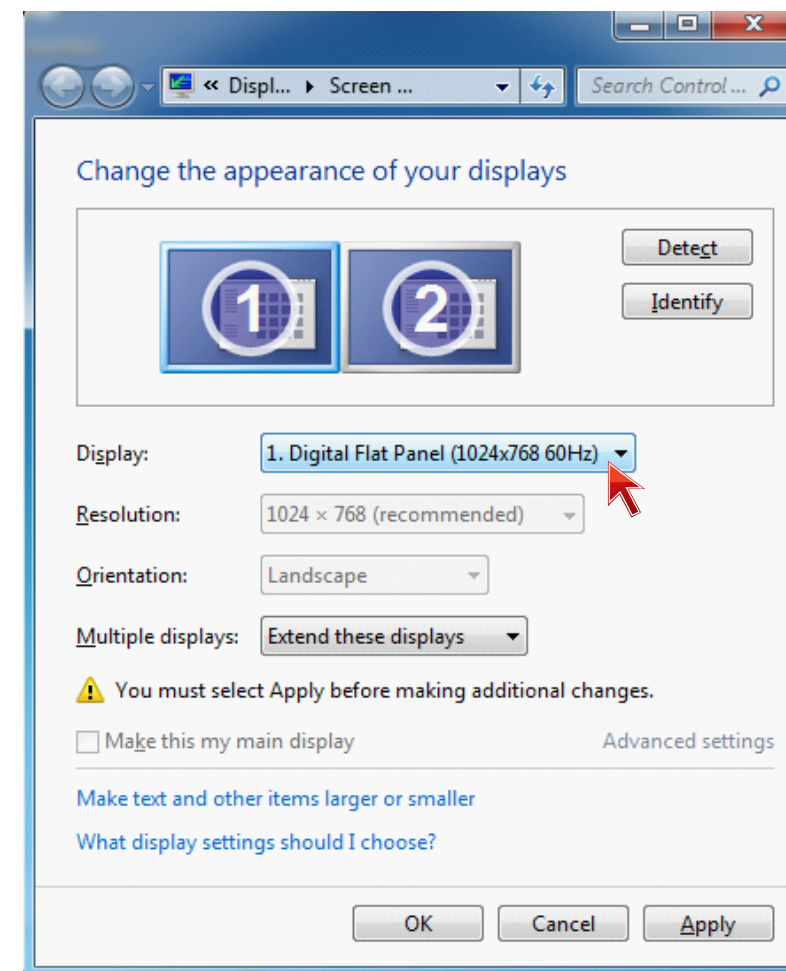 « Displ... Screen ... Search Control ...
Change the appearance of your displays
1 2
Detect
Identify
Display: 1. Digital Flat Panel (1024x768 60Hz)
Resolution: 1024 × 768 (recommended)
Orientation: Landscape
Multiple displays: Extend these displays
You must select Apply before making additional changes.
Make this my main display Advanced settings
Make text and other items larger or smaller
What display settings should I choose?
OK Cancel Apply